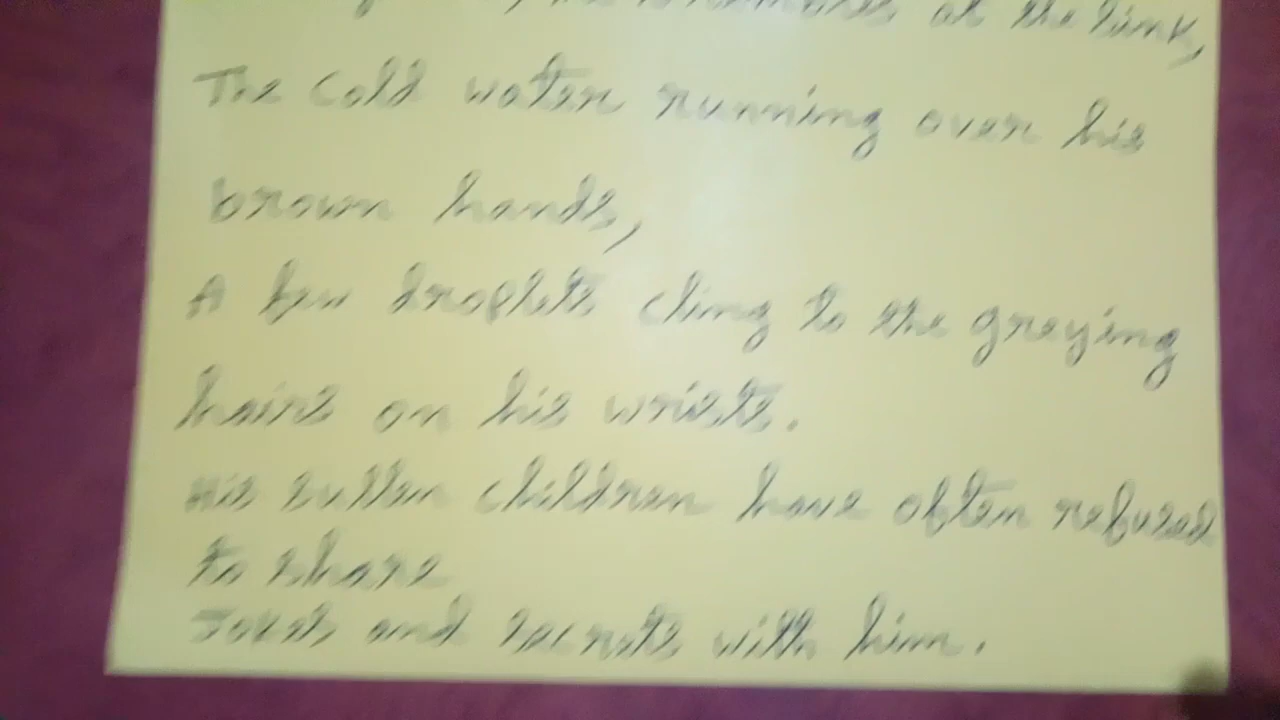 at the sink,
The Cold water running over his
brown hands,
A few droplets cling to the greying
hairs on his wrists.
His sullen children have often refused
to share
Jokes and secrets with him.